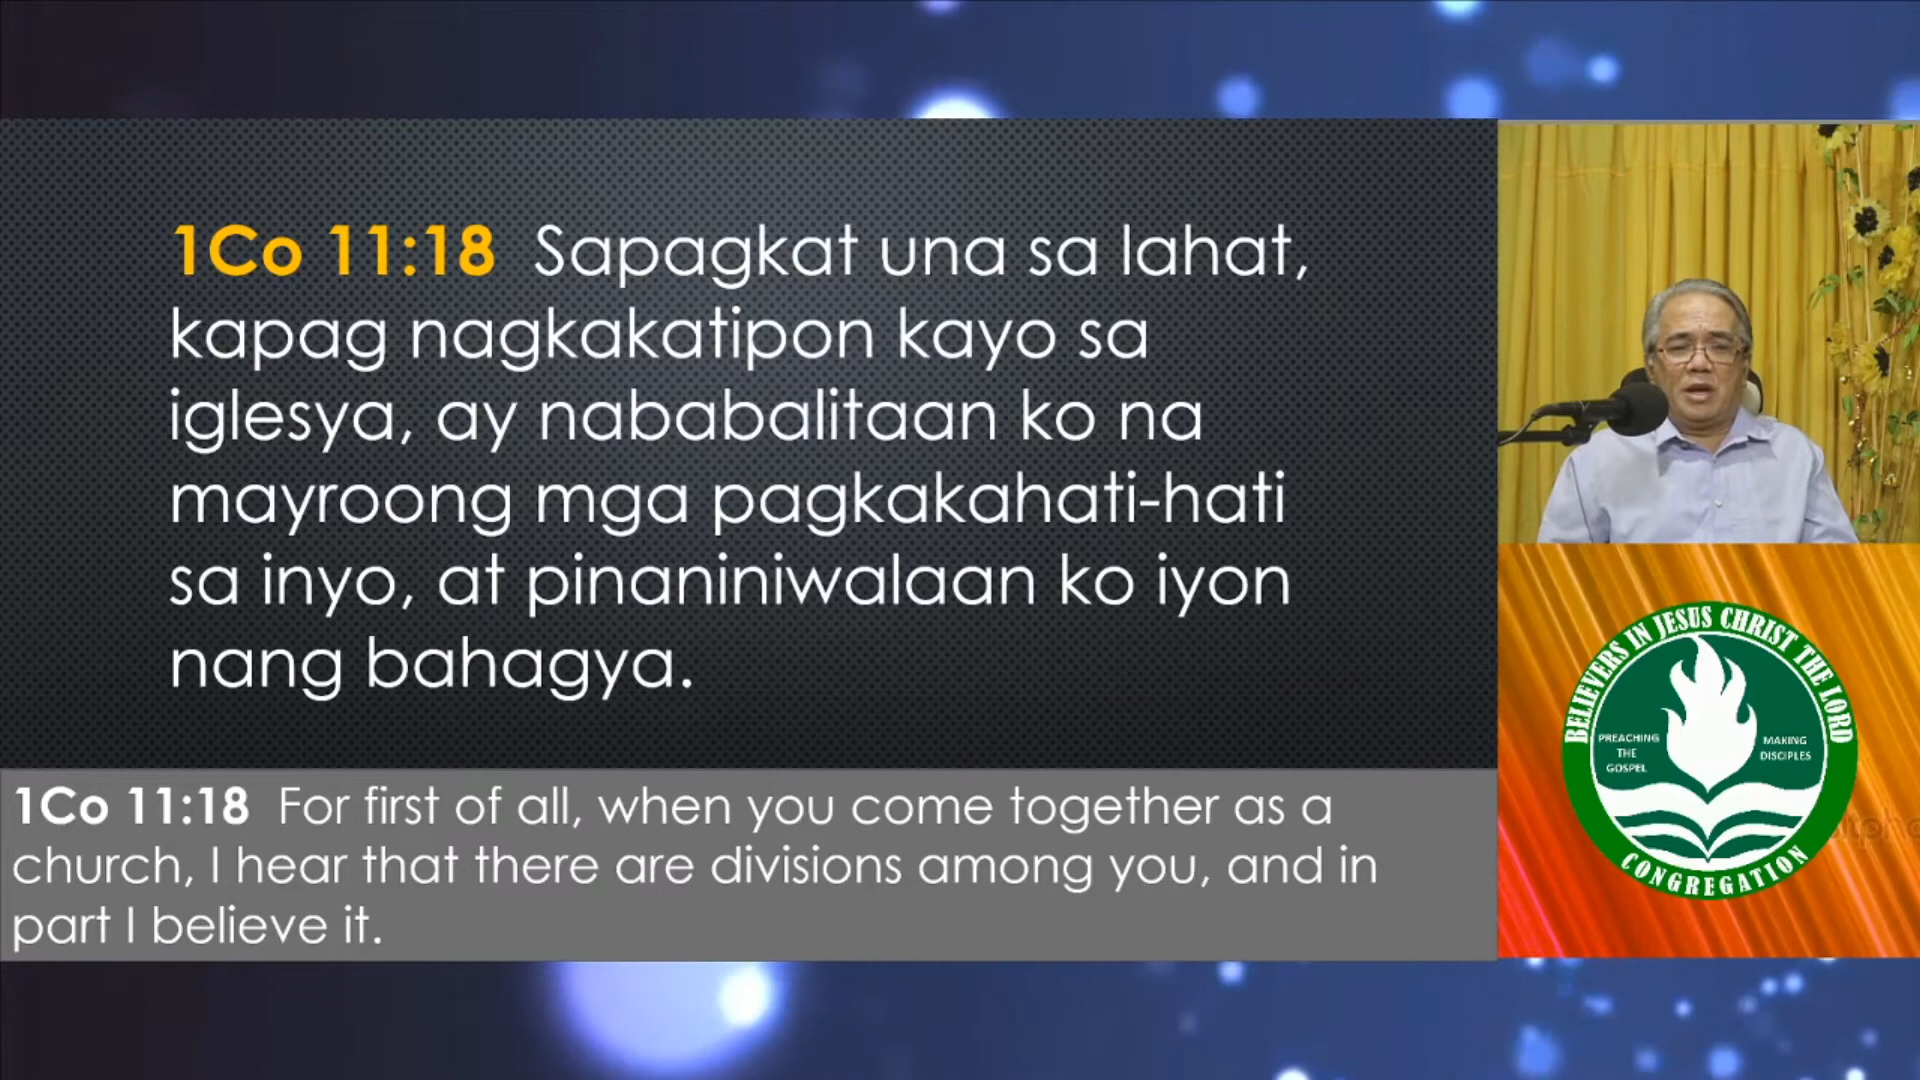 1Co 11:18 Sapagkat una sa lahat,
kapag nagkakatipon kayo sa
iglesya, ay nababalitaan ko na
mayroong mga pagkakahati-hati
sa inyo, at pinaniniwalaan ko iyon
nang bahagya.
1Co 11:18 For first of all, when you come together as a
church, I hear that there are divisions among you, and in
part I believe it.
BELIEVERS IN JESUS CHRIST THE LORD
PREACHING
THE
GOSPEL
MAKING
DISCIPLES
CONGREGATION